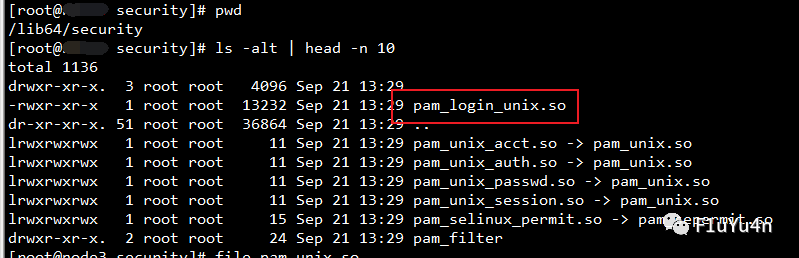 [root@ security]# pwd
/lib64/security
[root@ security]# ls -alt | head -n 10
total 1136
drwxr-xr-x. 3 root root 4096 Sep 21 13:29 .
-rwxr-xr-x 1 root root 13232 Sep 21 13:29 pam_login_unix.so
dr-xr-xr-x. 51 root root 36864 Sep 21 13:29 ..
lrwxrwxrwx 1 root root 11 Sep 21 13:29 pam_unix_acct.so -> pam_unix.so
lrwxrwxrwx 1 root root 11 Sep 21 13:29 pam_unix_auth.so -> pam_unix.so
lrwxrwxrwx 1 root root 11 Sep 21 13:29 pam_unix_passwd.so -> pam_unix.so
lrwxrwxrwx 1 root root 11 Sep 21 13:29 pam_unix_session.so -> pam_unix.so
lrwxrwxrwx 1 root root 15 Sep 21 13:29 pam_selinux_permit.so -> .so
drwxr-xr-x. 2 root root 24 Sep 21 13:29 pam_filter
[root@node3 security]# file pam_unix.so
F1uYu4n